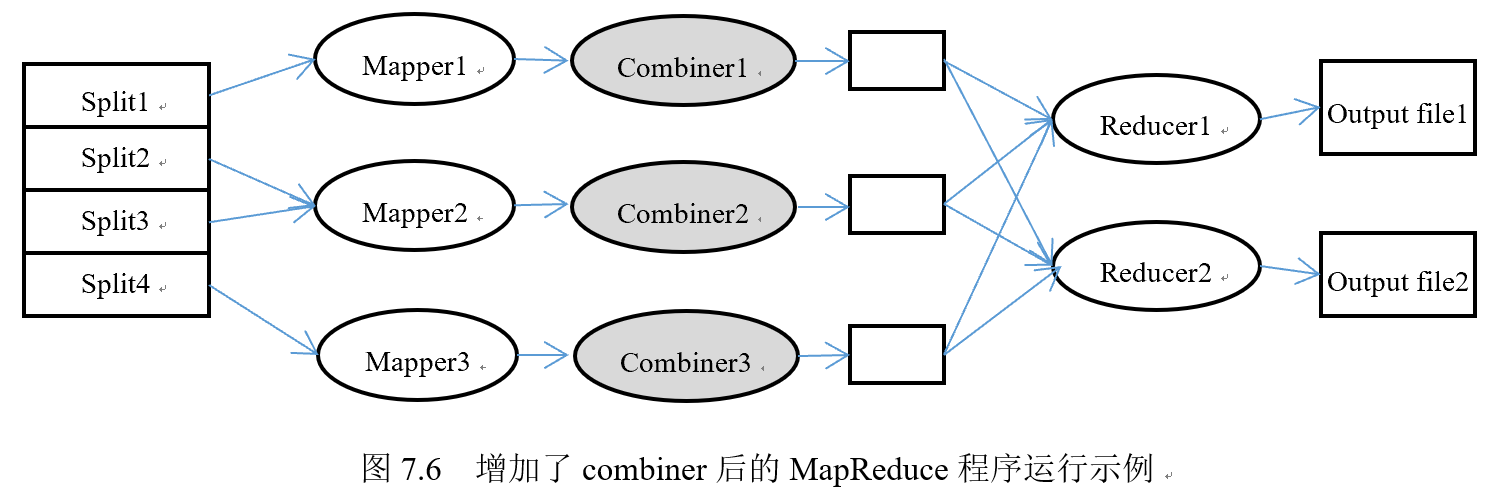 Split1
Split2
Split3
Split4
Mapper1
Mapper2
Mapper3
Combiner1
Combiner2
Combiner3
Reducer1
Reducer2
Output file1
Output file2
图 7.6 增加了 combiner 后的 MapReduce 程序运行示例